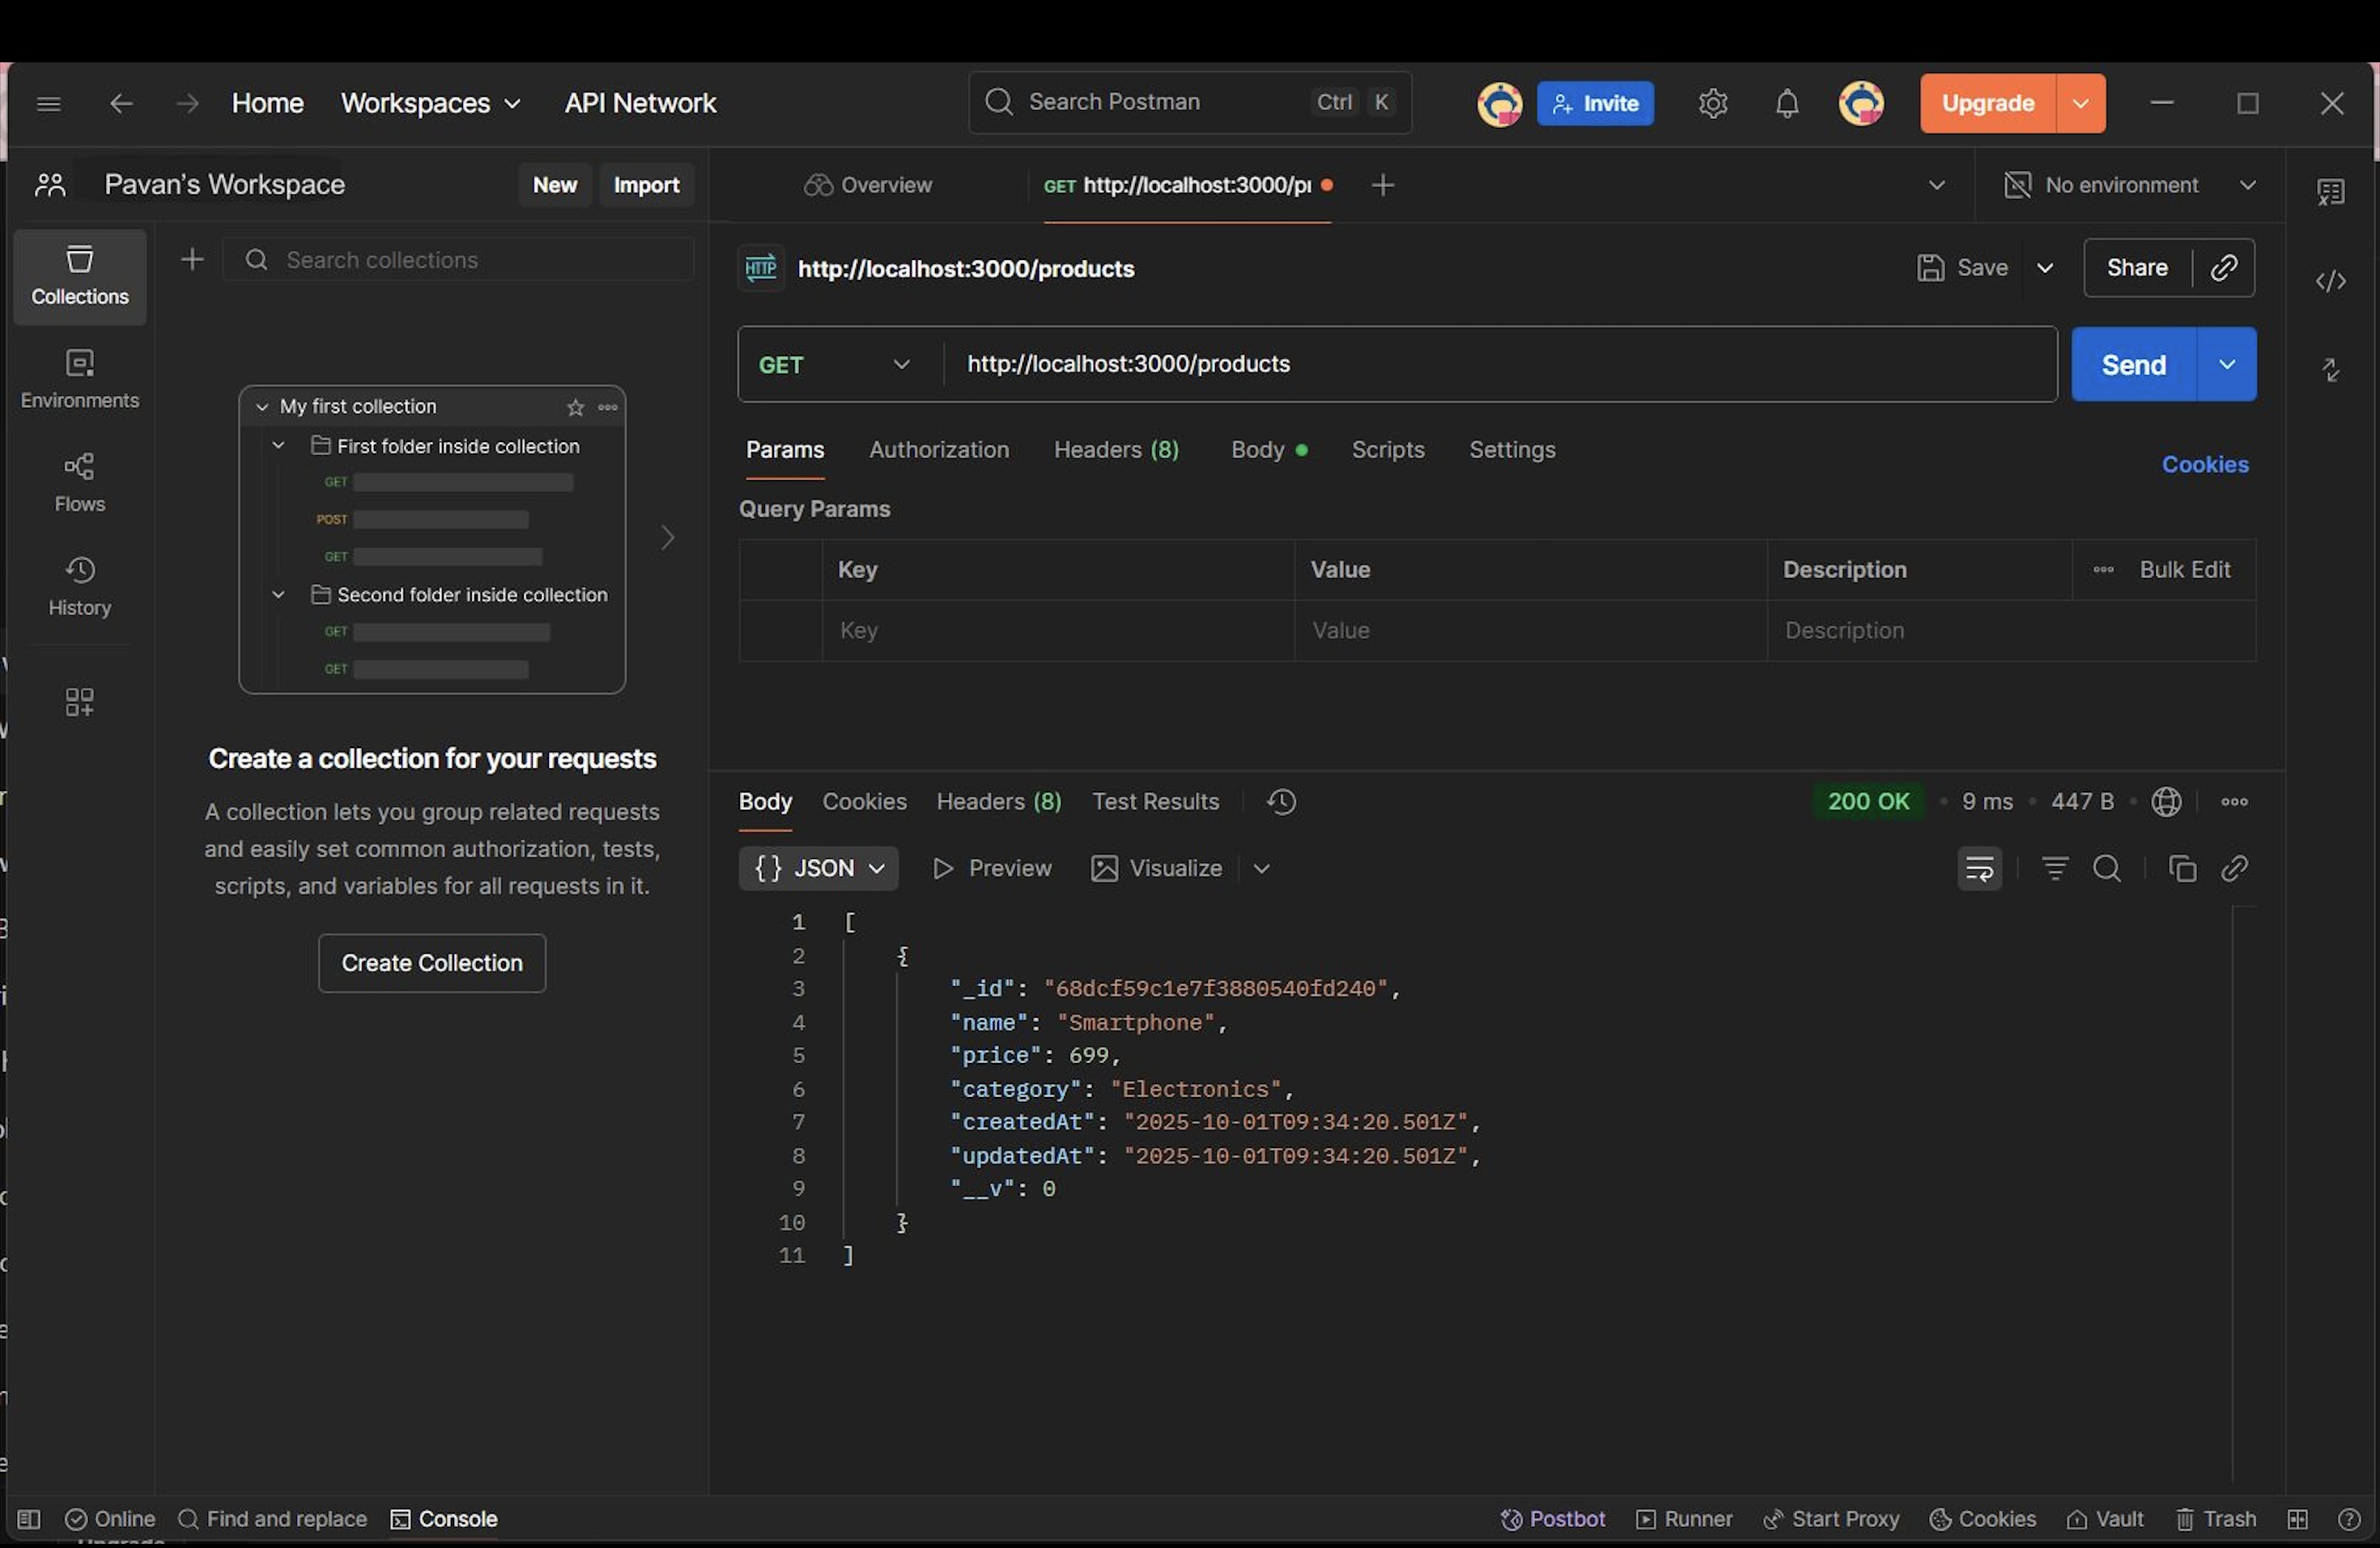 Home Workspaces API Network Search Postman Ctrl K Invite Upgrade
Pavan's Workspace New Import Overview GET http://localhost:3000/pr No environment
Collections
Environments
Flows
History
Search collections
My first collection
First folder inside collection
GET
POST
GET
Second folder inside collection
GET
GET
Create a collection for your requests
A collection lets you group related requests
and easily set common authorization, tests,
scripts, and variables for all requests in it.
Create Collection
HTTP http://localhost:3000/products Save Share
GET http://localhost:3000/products Send
Params Authorization Headers (8) Body Scripts Settings Cookies
Query Params
Key Value Description Bulk Edit
Key Value Description
Body Cookies Headers (8) Test Results 200 OK 9 ms 447 B
{} JSON Preview Visualize
1 [
2 {
3 "_id": "68dcf59c1e7f3880540fd240",
4 "name": "Smartphone",
5 "price": 699,
6 "category": "Electronics",
7 "createdAt": "2025-10-01T09:34:20.501Z",
8 "updatedAt": "2025-10-01T09:34:20.501Z",
9 "__v": 0
10 }
11 ]
Online Find and replace Console Postbot Runner Start Proxy Cookies Vault Trash